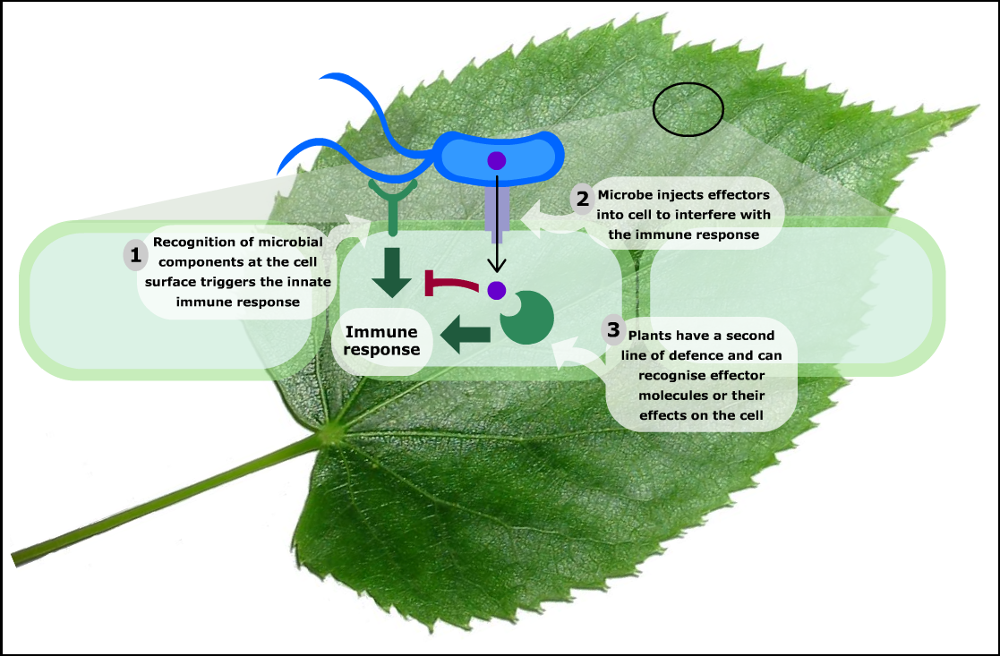 1
Recognition of microbial
components at the cell
surface triggers the innate
immune response
2
Microbe injects effectors
into cell to interfere with
the immune response
Immune
response
3
Plants have a second
line of defence and can
recognise effector
molecules or their
effects on the cell